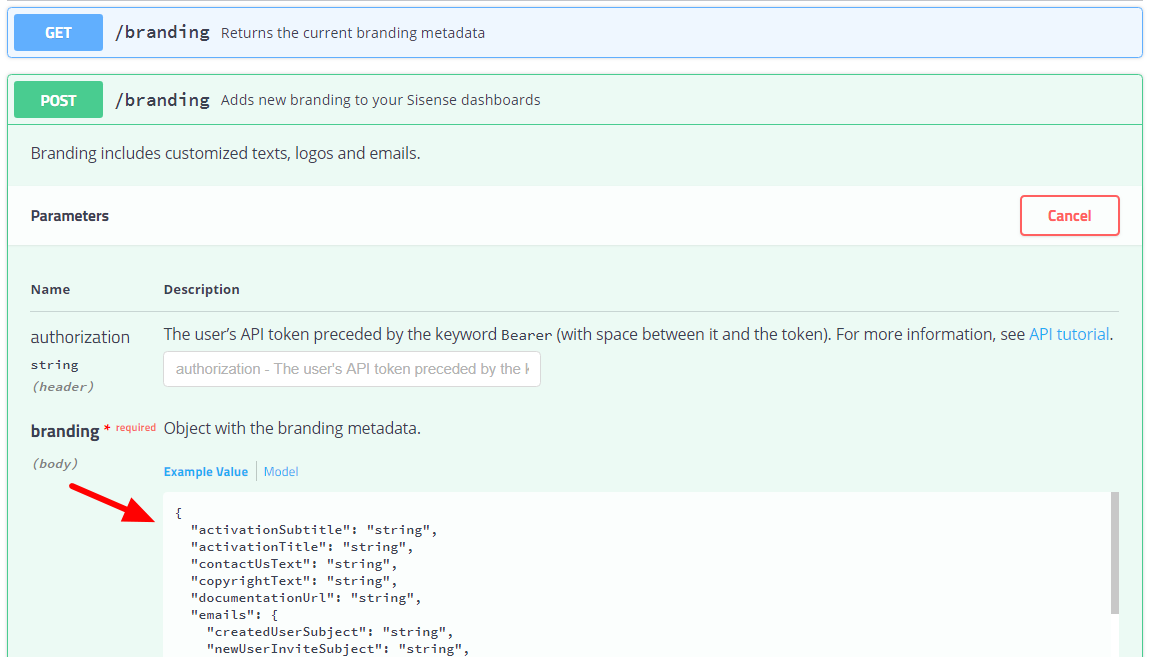 GET /branding Returns the current branding metadata
POST /branding Adds new branding to your Sisense dashboards
Branding includes customized texts, logos and emails.
Parameters Cancel
Name Description
authorization The user’s API token preceded by the keyword Bearer (with space between it and the token). For more information, see API tutorial.
string authorization - The user's API token preceded by the k
(header)
branding * required Object with the branding metadata.
(body)
Example Value Model
{
"activationSubtitle": "string",
"activationTitle": "string",
"contactUsText": "string",
"copyrightText": "string",
"documentationUrl": "string",
"emails": {
"createdUserSubject": "string",
"newUserInviteSubject": "string",